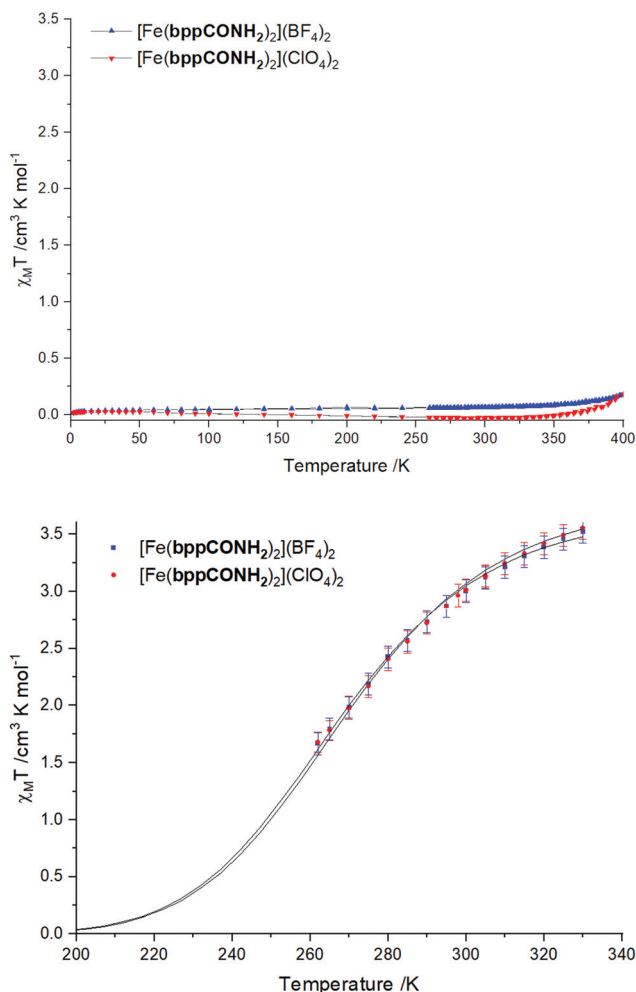 [Fe(bppCONH₂)₂](BF₄)₂
[Fe(bppCONH₂)₂](ClO₄)₂
3.5
3.0
2.5
2.0
1.5
1.0
0.5
0.0
χMT /cm³ K mol⁻¹
0 50 100 150 200 250 300 350 400
Temperature /K
3.5
[Fe(bppCONH₂)₂](BF₄)₂
[Fe(bppCONH₂)₂](ClO₄)₂
3.0
2.5
2.0
1.5
1.0
0.5
0.0
χMT /cm³ K mol⁻¹
200 220 240 260 280 300 320 340
Temperature /K